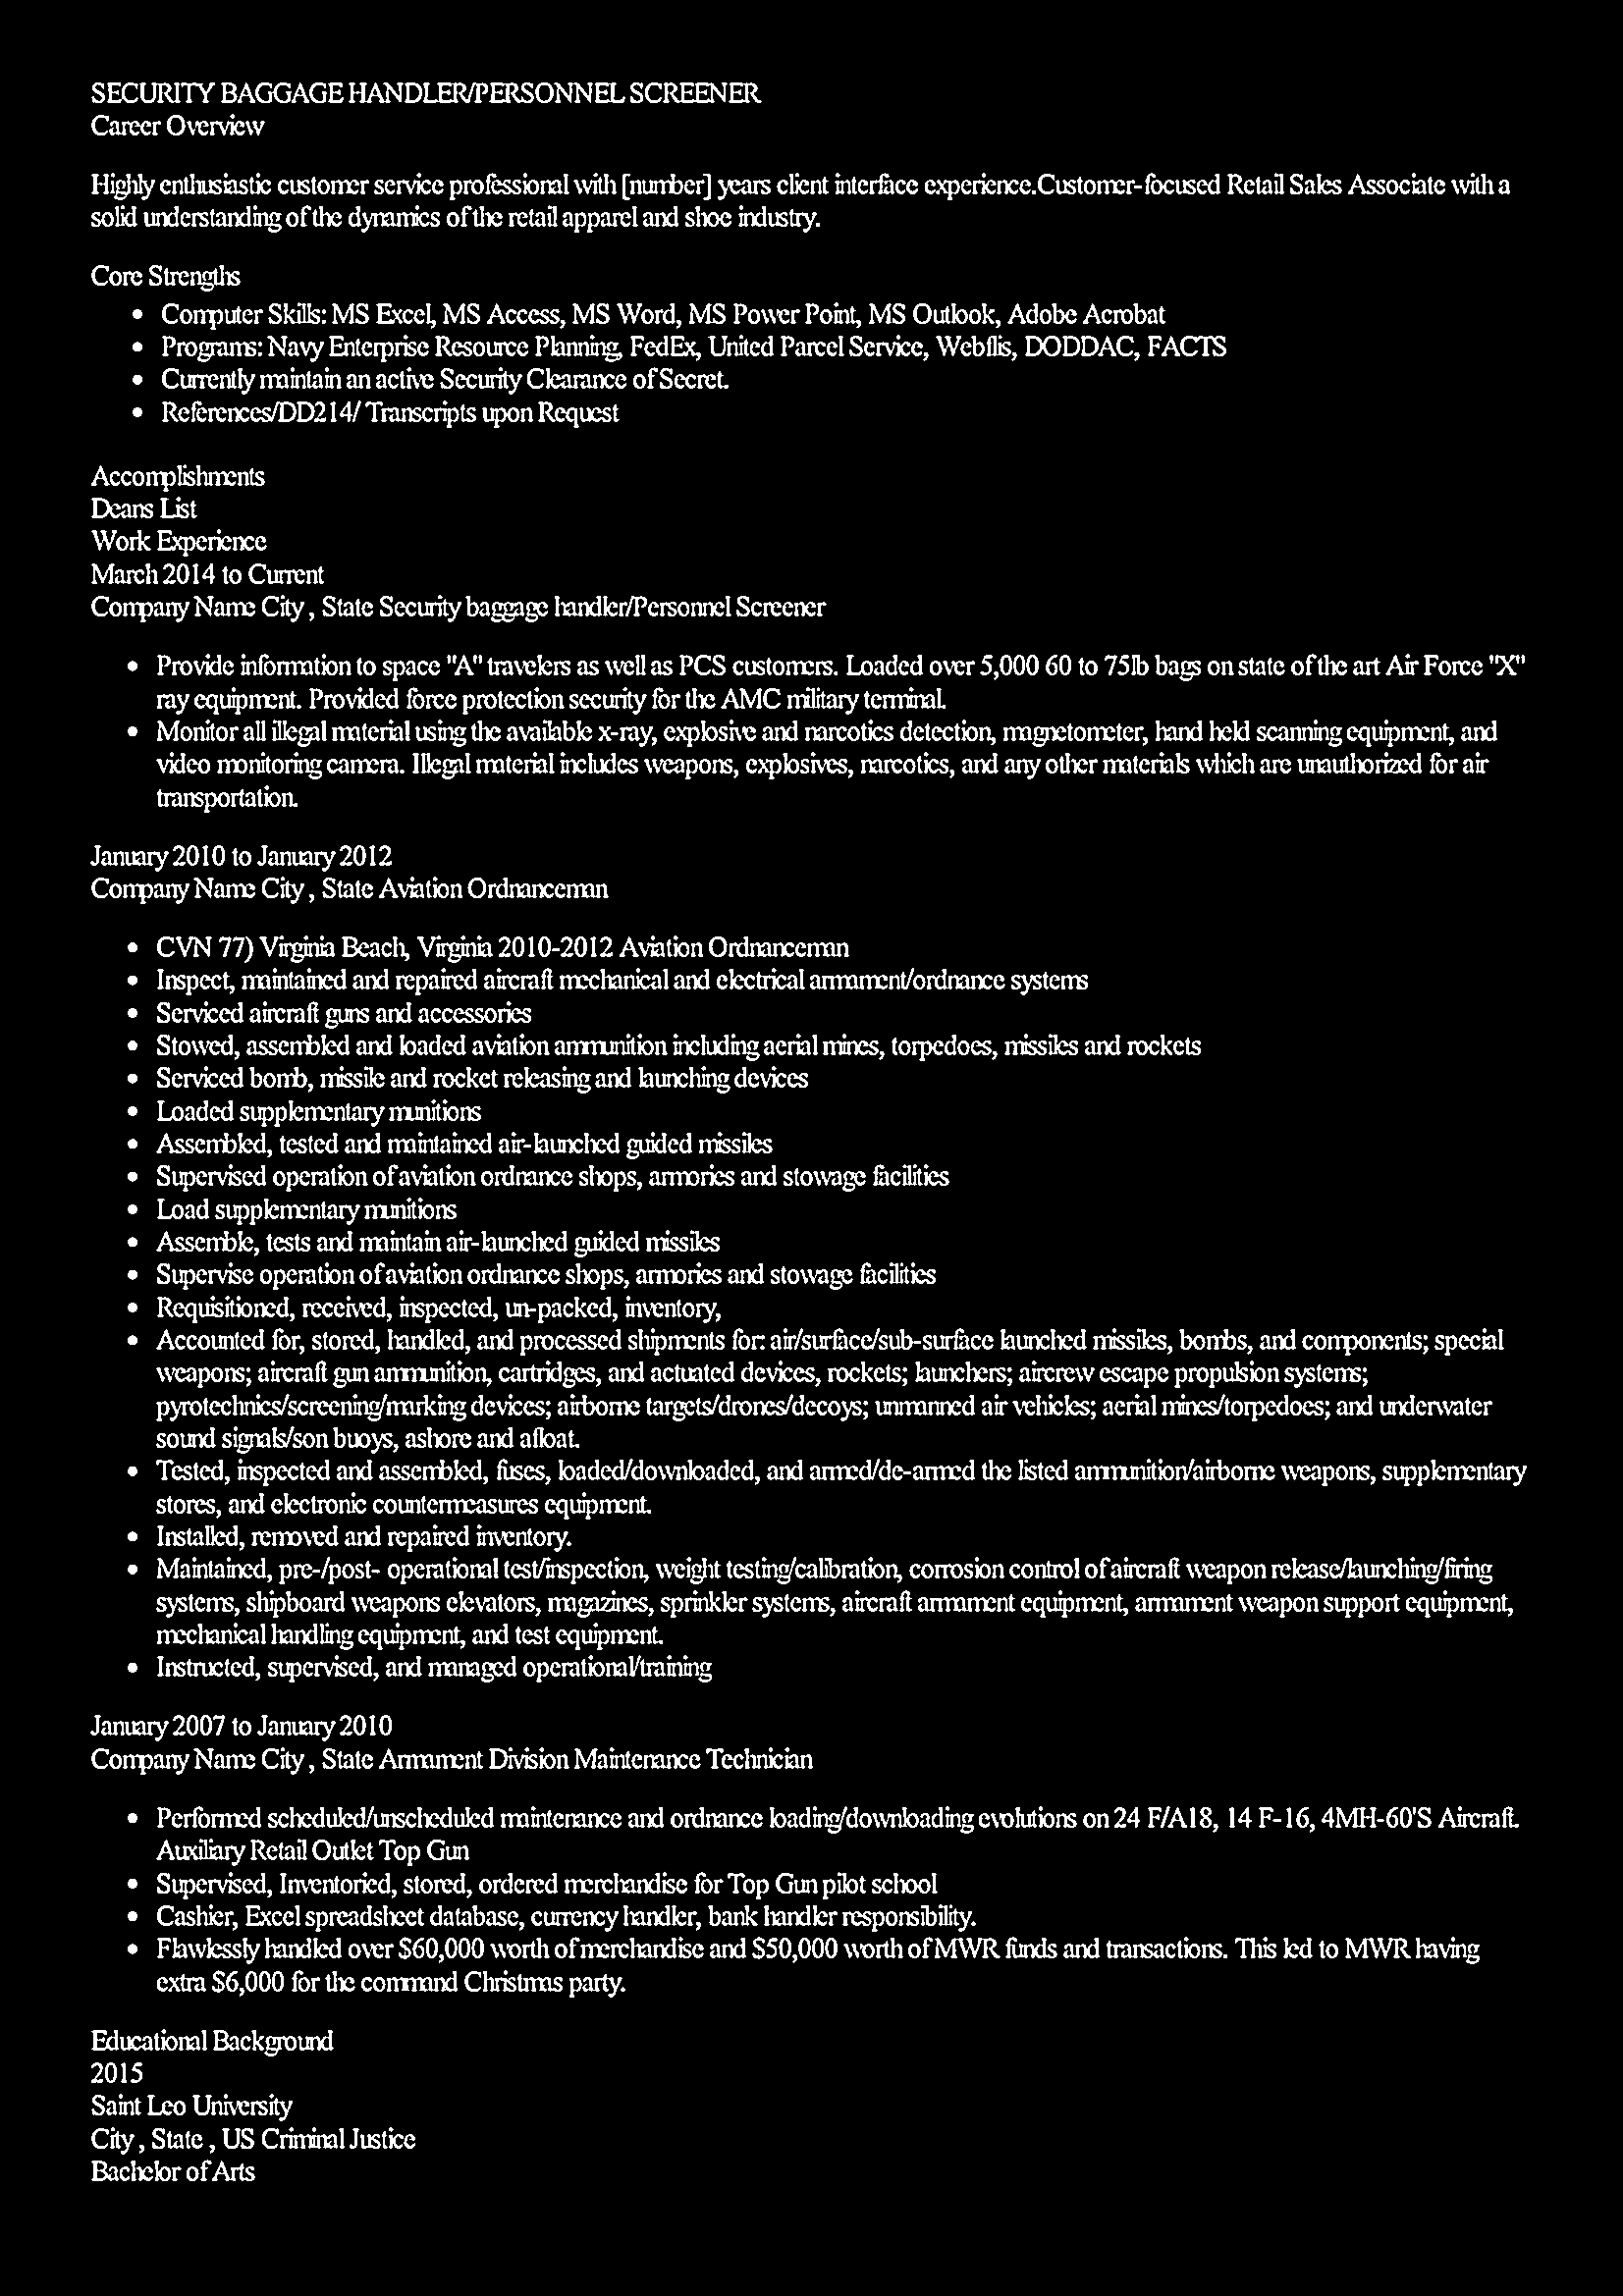 SECURITY BAGGAGE HANDLER/PERSONNEL SCREENER
Career Overview
Highly enthusiastic customer service professional with [number] years client interface experience.Customer-focused Retail Sales Associate with a
solid understanding of the dynamics of the retail apparel and shoe industry.
Core Strengths
• Computer Skills: MS Excel, MS Access, MS Word, MS Power Point, MS Outlook, Adobe Acrobat
• Programs: Navy Enterprise Resource Planning, FedEx, United Parcel Service, Webflis, DODDAC, FACTS
• Currently maintain an active Security Clearance of Secret.
• References/DD214/ Transcripts upon Request
Accomplishments
Deans List
Work Experience
March 2014 to Current
Company Name City , State Security baggage handler/Personnel Screener
• Provide information to space "A" travelers as well as PCS customers. Loaded over 5,000 60 to 75lb bags on state of the art Air Force "X"
ray equipment. Provided force protection security for the AMC military terminal.
• Monitor all illegal material using the available x-ray, explosive and narcotics detection, magnetometer, hand held scanning equipment, and
video monitoring camera. Illegal material includes weapons, explosives, narcotics, and any other materials which are unauthorized for air
transportation.
January 2010 to January 2012
Company Name City , State Aviation Ordnanceman
• CVN 77) Virginia Beach, Virginia 2010-2012 Aviation Ordnanceman
• Inspect, maintained and repaired aircraft mechanical and electrical armament/ordnance systems
• Serviced aircraft guns and accessories
• Stowed, assembled and loaded aviation ammunition including aerial mines, torpedoes, missiles and rockets
• Serviced bomb, missile and rocket releasing and launching devices
• Loaded supplementary munitions
• Assembled, tested and maintained air-launched guided missiles
• Supervised operation of aviation ordnance shops, armories and stowage facilities
• Load supplementary munitions
• Assemble, tests and maintain air-launched guided missiles
• Supervise operation of aviation ordnance shops, armories and stowage facilities
• Requisitioned, received, inspected, un-packed, inventory,
• Accounted for, stored, handled, and processed shipments for: air/surface/sub-surface launched missiles, bombs, and components; special
weapons; aircraft gun ammunition, cartridges, and actuated devices, rockets; launchers; aircrew escape propulsion systems;
pyrotechnics/screening/marking devices; airborne targets/drones/decoys; unmanned air vehicles; aerial mines/torpedoes; and underwater
sound signals/son buoys, ashore and afloat.
• Tested, inspected and assembled, fuses, loaded/downloaded, and armed/de-armed the listed ammunition/airborne weapons, supplementary
stores, and electronic countermeasures equipment.
• Installed, removed and repaired inventory.
• Maintained, pre-/post- operational test/inspection, weight testing/calibration, corrosion control of aircraft weapon release/launching/firing
systems, shipboard weapons elevators, magazines, sprinkler systems, aircraft armament equipment, armament weapon support equipment,
mechanical handling equipment, and test equipment.
• Instructed, supervised, and managed operational/training
January 2007 to January 2010
Company Name City , State Armament Division Maintenance Technician
• Performed scheduled/unscheduled maintenance and ordnance loading/downloading evolutions on 24 F/A18, 14 F-16, 4MH-60'S Aircraft.
Auxiliary Retail Outlet Top Gun
• Supervised, Inventoried, stored, ordered merchandise for Top Gun pilot school
• Cashier, Excel spreadsheet database, currency handler, bank handler responsibility.
• Flawlessly handled over $60,000 worth of merchandise and $50,000 worth of MWR funds and transactions. This led to MWR having
extra $6,000 for the command Christmas party.
Educational Background
2015
Saint Leo University
City , State , US Criminal Justice
Bachelor of Arts